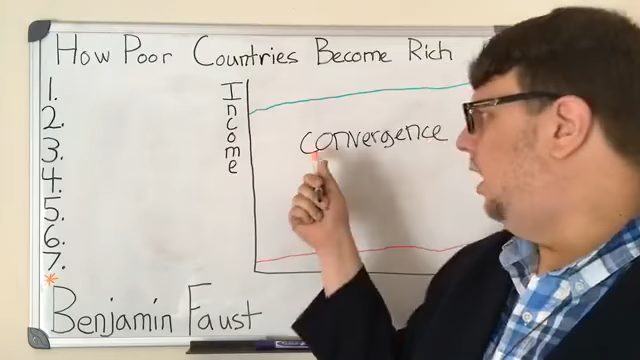 How Poor Countries Become Rich
1.
2.
3.
4.
5.
6.
7.
*
Income
convergence
Benjamin Faust